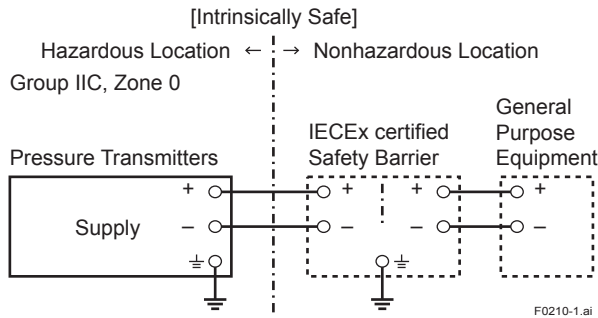 [Intrinsically Safe]
Hazardous Location ← → Nonhazardous Location
Group IIC, Zone 0
General
Purpose
Equipment
IECEx certified
Safety Barrier
Pressure Transmitters
+ + + +
Supply
– – – –
F0210-1.ai